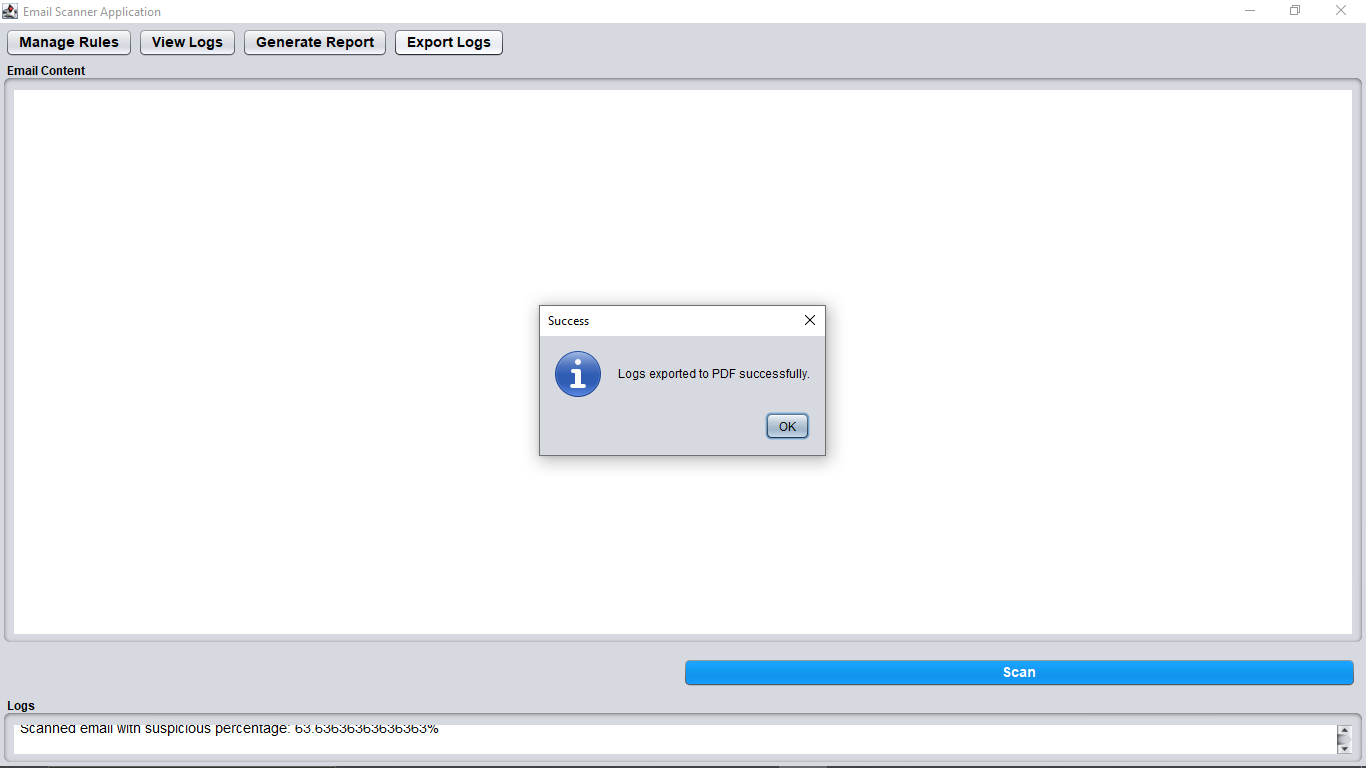 Email Scanner Application
Manage Rules View Logs Generate Report Export Logs
Email Content
Success
Logs exported to PDF successfully.
OK
Scan
Logs
Scanned email with suspicious percentage: 63.63636363636363%